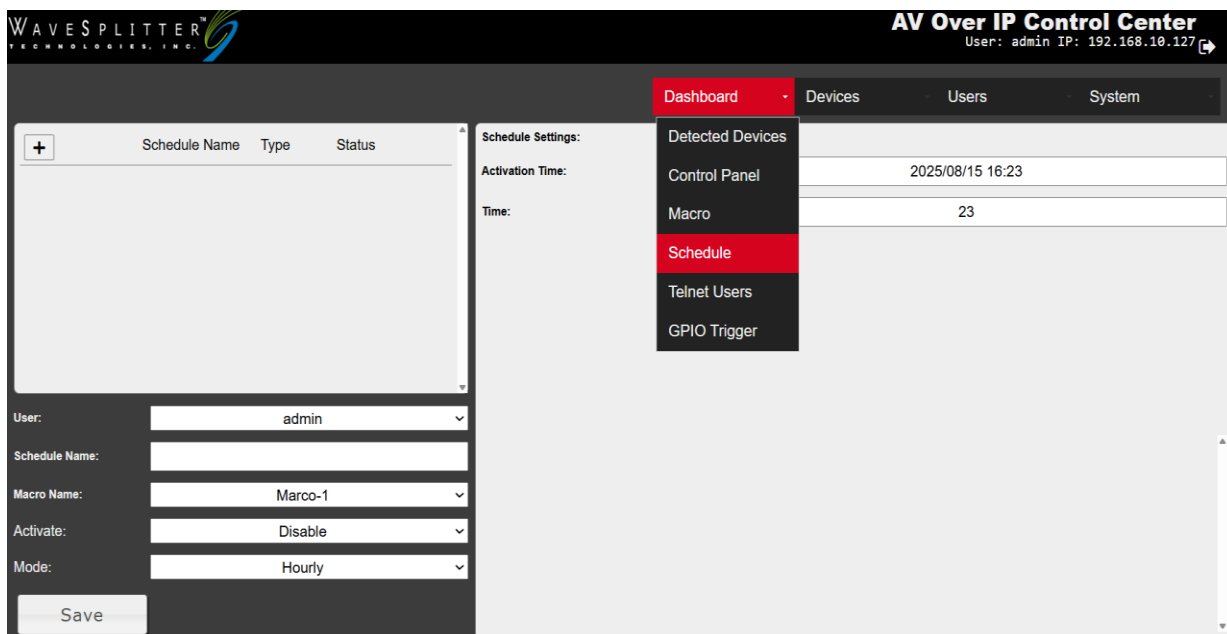 WAVESPLITTER™
TECHNOLOGIES, INC.
AV Over IP Control Center
User: admin IP: 192.168.10.127
Dashboard Devices Users System
Detected Devices
Control Panel
Macro
Schedule
Telnet Users
GPIO Trigger
+ Schedule Name Type Status
User: admin
Schedule Name:
Macro Name: Marco-1
Activate: Disable
Mode: Hourly
Save
Schedule Settings:
Activation Time: 2025/08/15 16:23
Time: 23